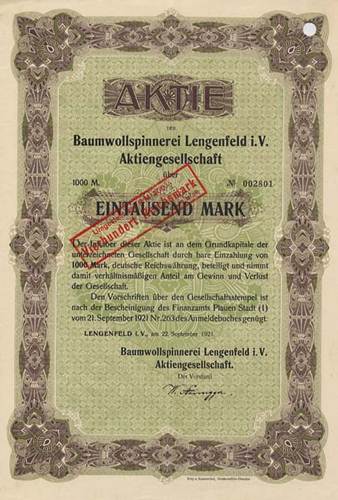 AKTIE
der
Baumwollspinnerei Lengenfeld i.V.
Aktiengesellschaft
über
1000 M. № 002801
EINTAUSEND MARK
Der Inhaber dieser Aktie ist an dem Grundkapitale der
unterzeichneten Gesellschaft durch bare Einzahlung von
1000 Mark, deutsche Reichswährung, beteiligt und nimmt
damit verhältnismäßigen Anteil am Gewinn und Verlust
der Gesellschaft.
Den Vorschriften über den Gesellschaftsstempel ist
nach der Bescheinigung des Finanzamts Plauen Stadt (1)
vom 21. September 1921 Nr. 263 des Anmeldebuches genügt.
LENGENFELD i. V., am 22. September 1921.
Baumwollspinnerei Lengenfeld i. V.
Aktiengesellschaft.
Der Vorstand